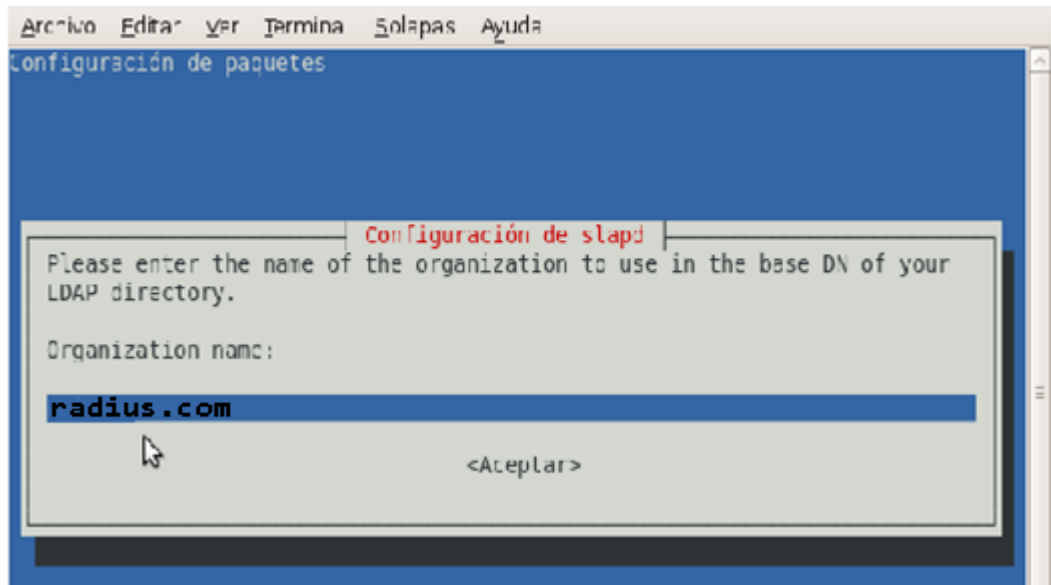 Archivo Editar Ver Terminal Solapas Ayuda
Configuración de paquetes
Configuración de slapd
Please enter the name of the organization to use in the base DN of your
LDAP directory.
Organization name:
radius.com
<Aceptar>